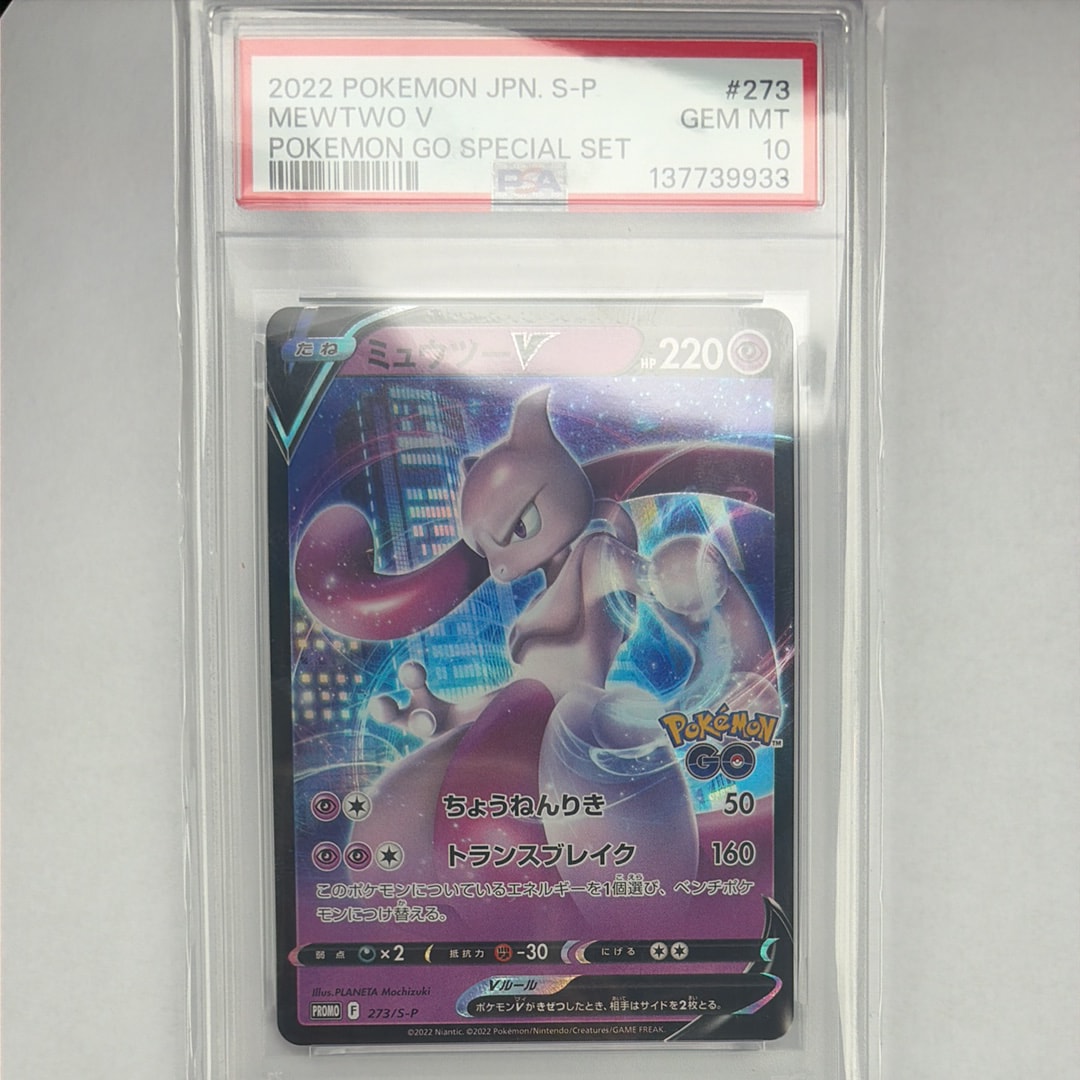 2022 POKEMON JPN. S-P #273
MEWTWO V GEM MT
POKEMON GO SPECIAL SET 10
PSA 137739933
たね ミュウツーV HP 220
Pokémon GO ™
ちょうねんりき 50
トランスブレイク 160
このポケモンについているエネルギーを1個選び、ベンチポケ
モンにつけ替える。
弱点 ×2 抵抗力 -30 にげる
Vルール
ポケモンVがきぜつしたとき、相手はサイドを2枚とる。
Illus. PLANETA Mochizuki
PROMO F 273/S-P
©2022 Niantic. ©2022 Pokémon/Nintendo/Creatures/GAME FREAK.